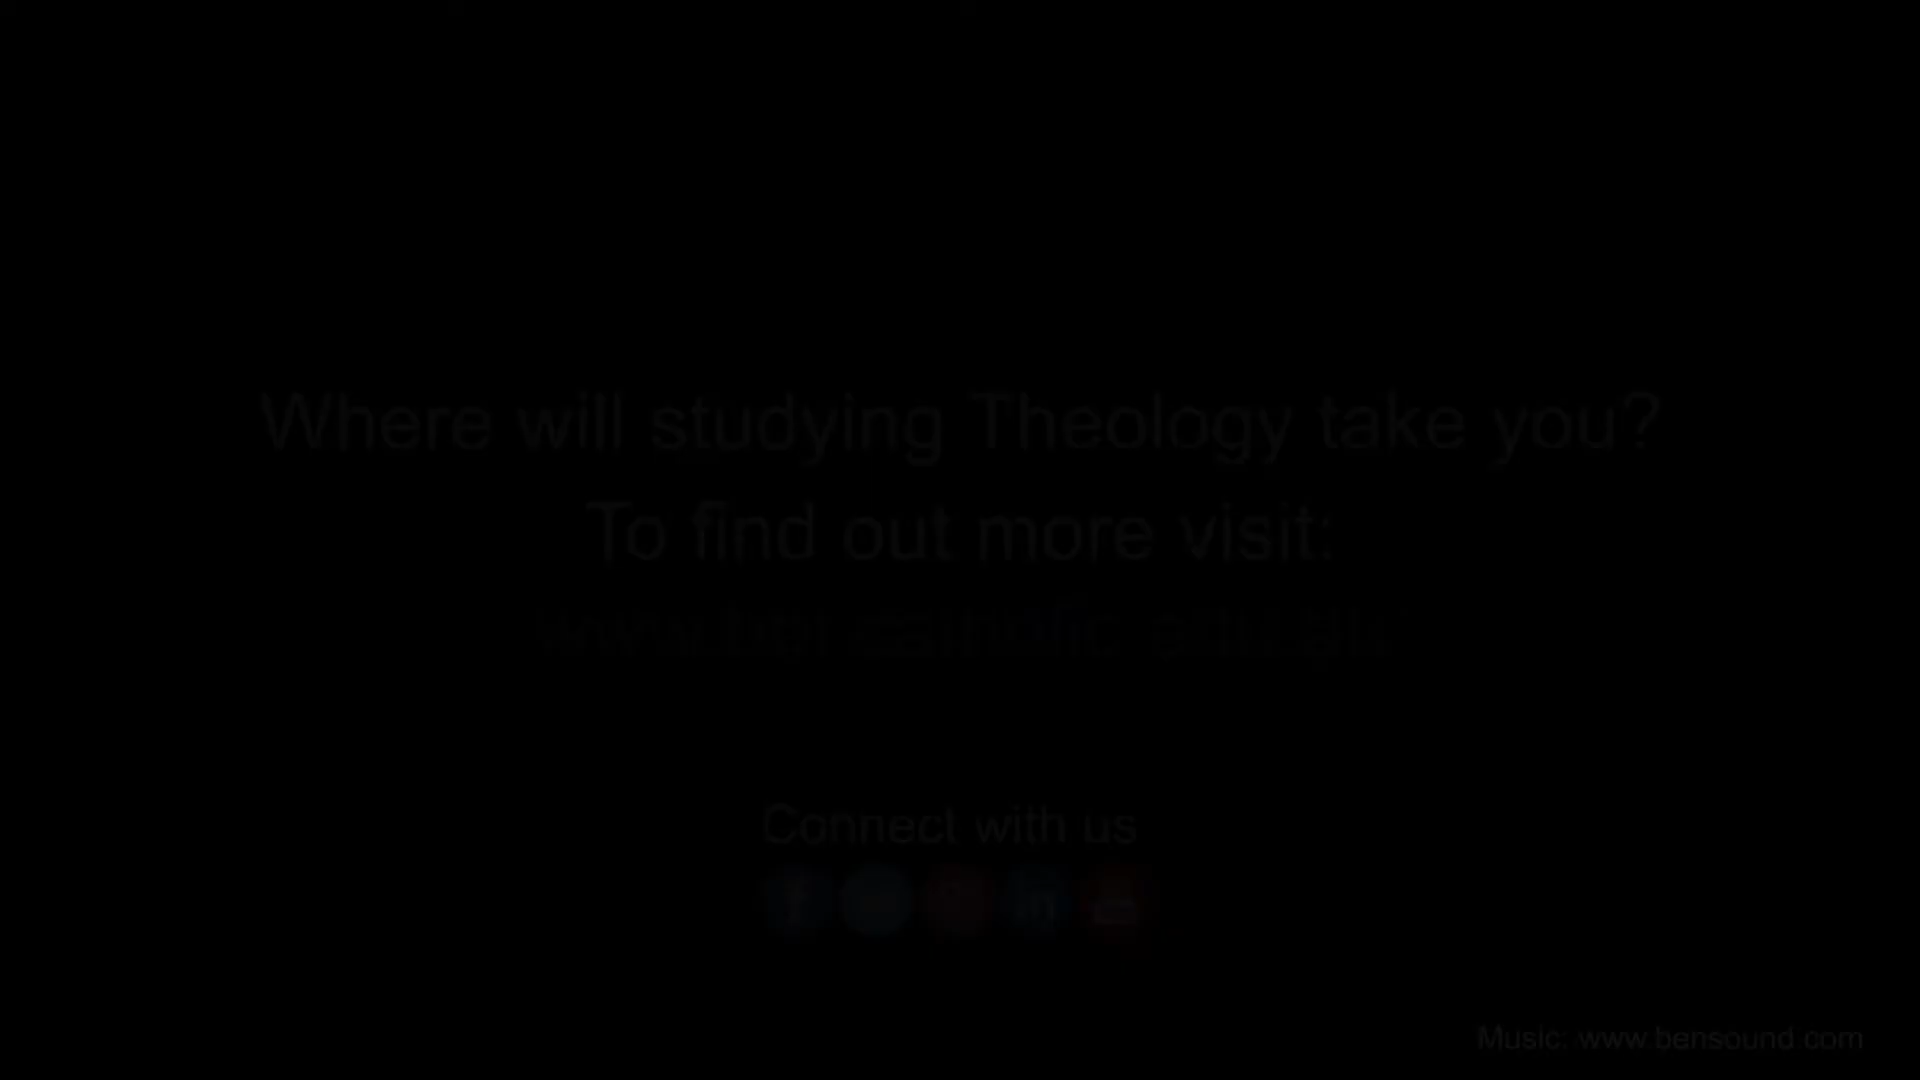 Where will studying Theology take you?
To find out more visit:
Connect with us
Music: www.bensound.com